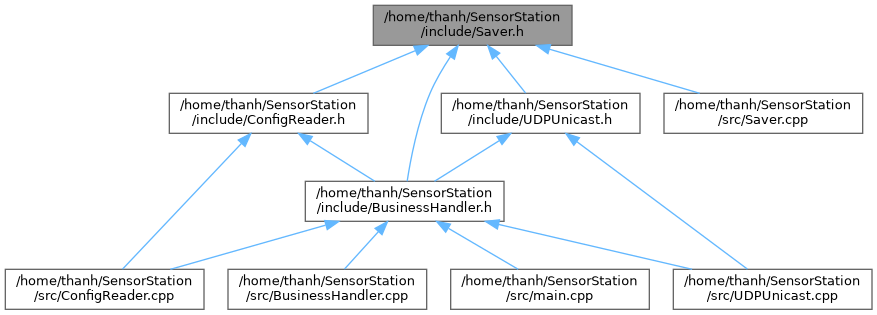 /home/thanh/SensorStation
/include/Saver.h
/home/thanh/SensorStation
/include/ConfigReader.h
/home/thanh/SensorStation
/include/UDPUnicast.h
/home/thanh/SensorStation
/src/Saver.cpp
/home/thanh/SensorStation
/include/BusinessHandler.h
/home/thanh/SensorStation
/src/ConfigReader.cpp
/home/thanh/SensorStation
/src/BusinessHandler.cpp
/home/thanh/SensorStation
/src/main.cpp
/home/thanh/SensorStation
/src/UDPUnicast.cpp